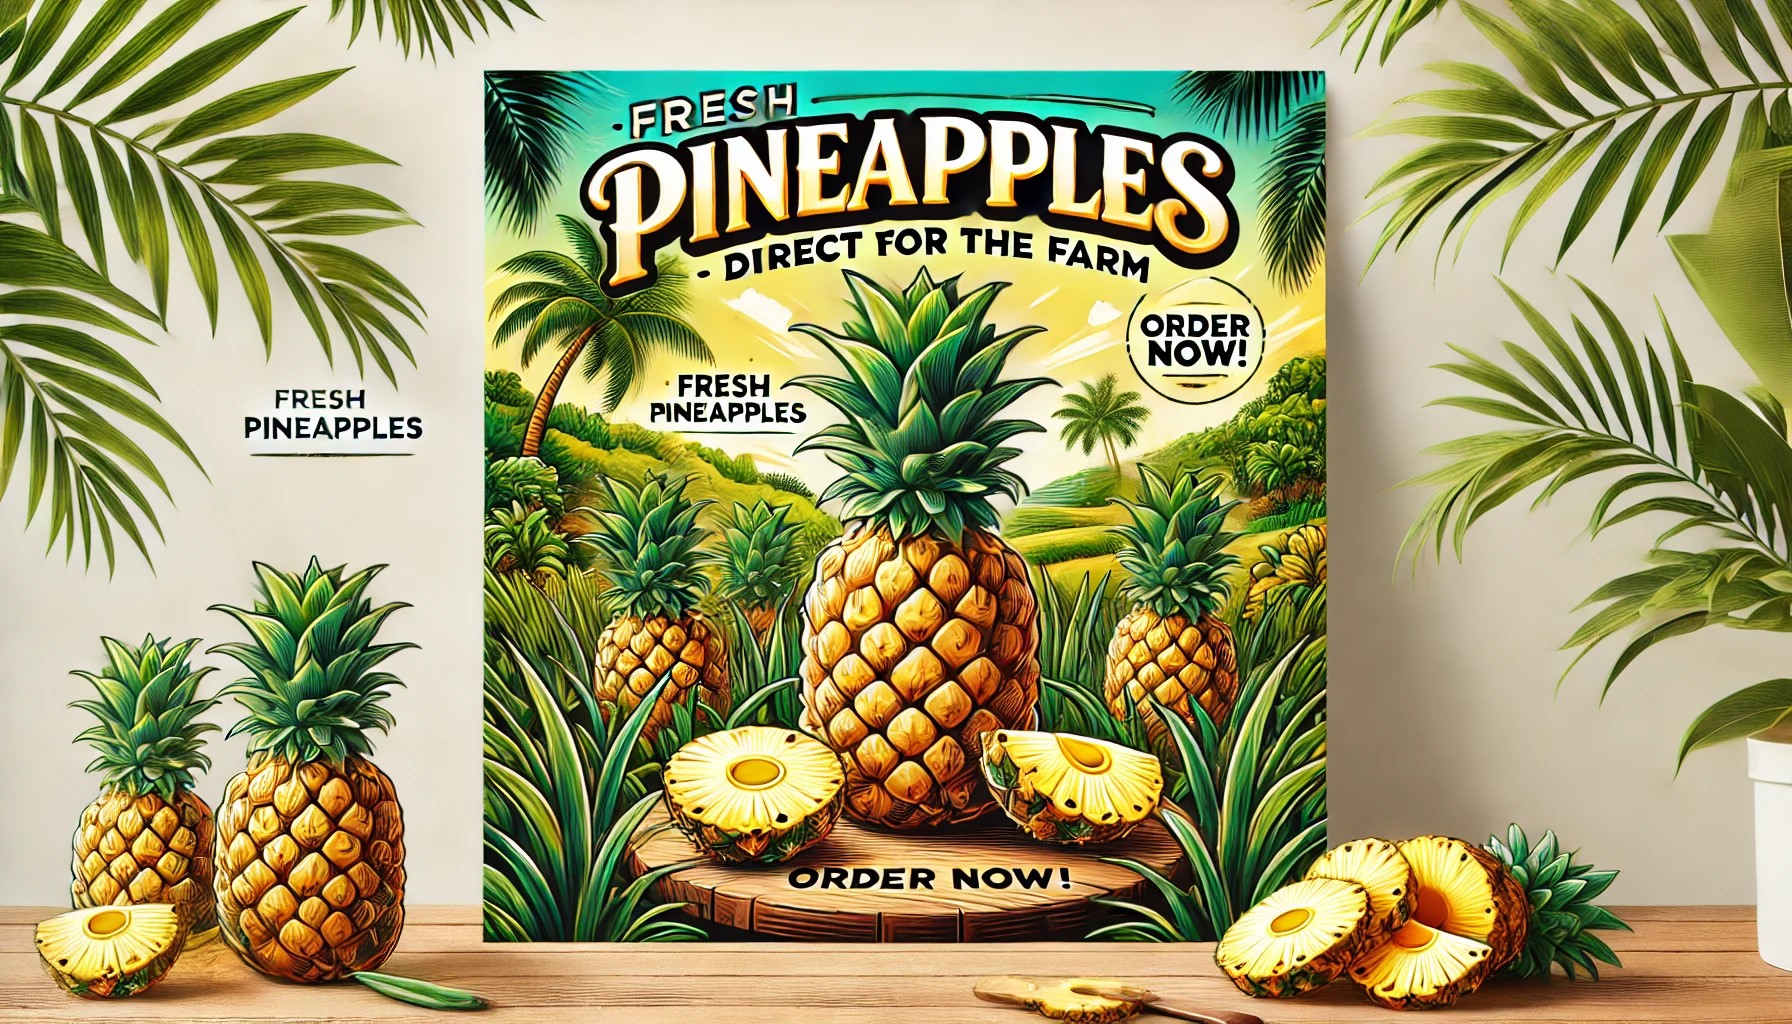 FRESH
PINEAPPLES
- DIRECT FOR THE FARM
ORDER
NOW!
FRESH
PINEAPPLES
FRESH
PINEAPPLES
ORDER NOW!